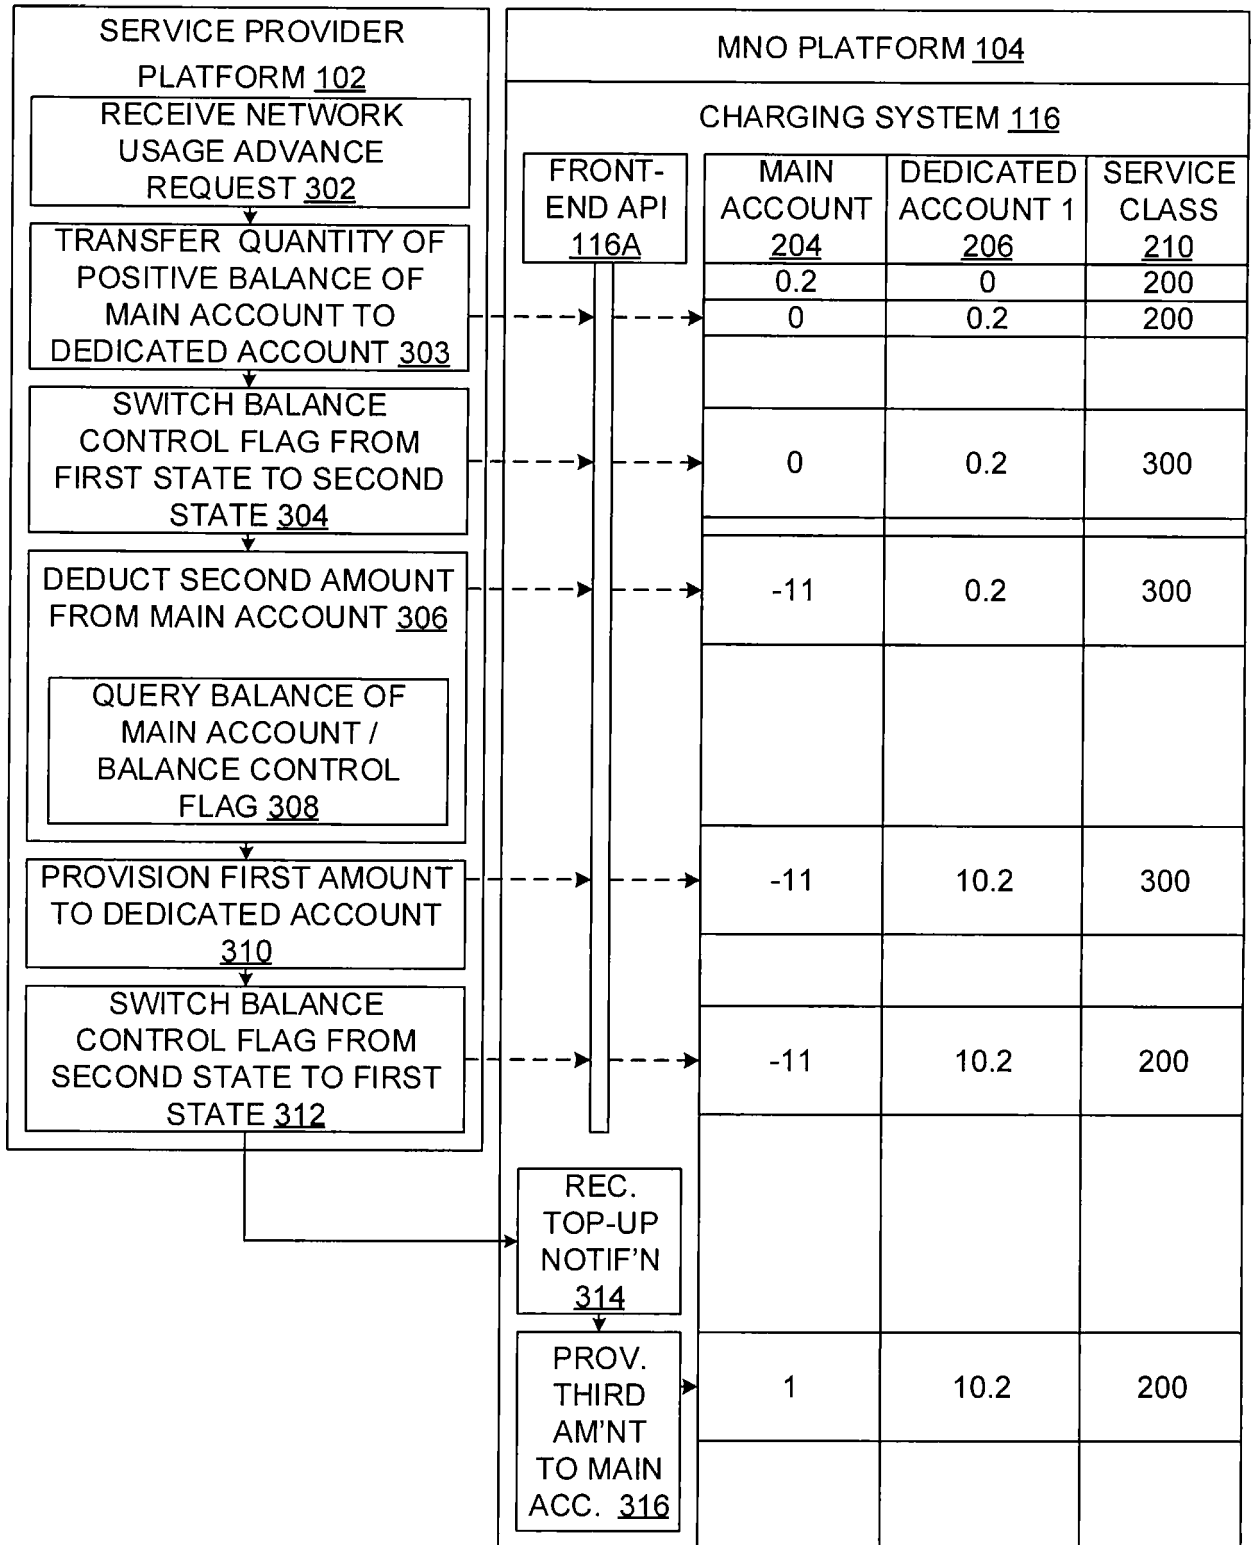 SERVICE PROVIDER
PLATFORM 102
RECEIVE NETWORK
USAGE ADVANCE
REQUEST 302
TRANSFER QUANTITY OF
POSITIVE BALANCE OF
MAIN ACCOUNT TO
DEDICATED ACCOUNT 303
SWITCH BALANCE
CONTROL FLAG FROM
FIRST STATE TO SECOND
STATE 304
DEDUCT SECOND AMOUNT
FROM MAIN ACCOUNT 306
QUERY BALANCE OF
MAIN ACCOUNT /
BALANCE CONTROL
FLAG 308
PROVISION FIRST AMOUNT
TO DEDICATED ACCOUNT
310
SWITCH BALANCE
CONTROL FLAG FROM
SECOND STATE TO FIRST
STATE 312
MNO PLATFORM 104
CHARGING SYSTEM 116
FRONT-
END API
116A
REC.
TOP-UP
NOTIF'N
314
PROV.
THIRD
AM'NT
TO MAIN
ACC. 316
MAIN
ACCOUNT
204
DEDICATED
ACCOUNT 1
206
SERVICE
CLASS
210
0.2 0 200
0 0.2 200
0 0.2 300
-11 0.2 300
-11 10.2 300
-11 10.2 200
1 10.2 200